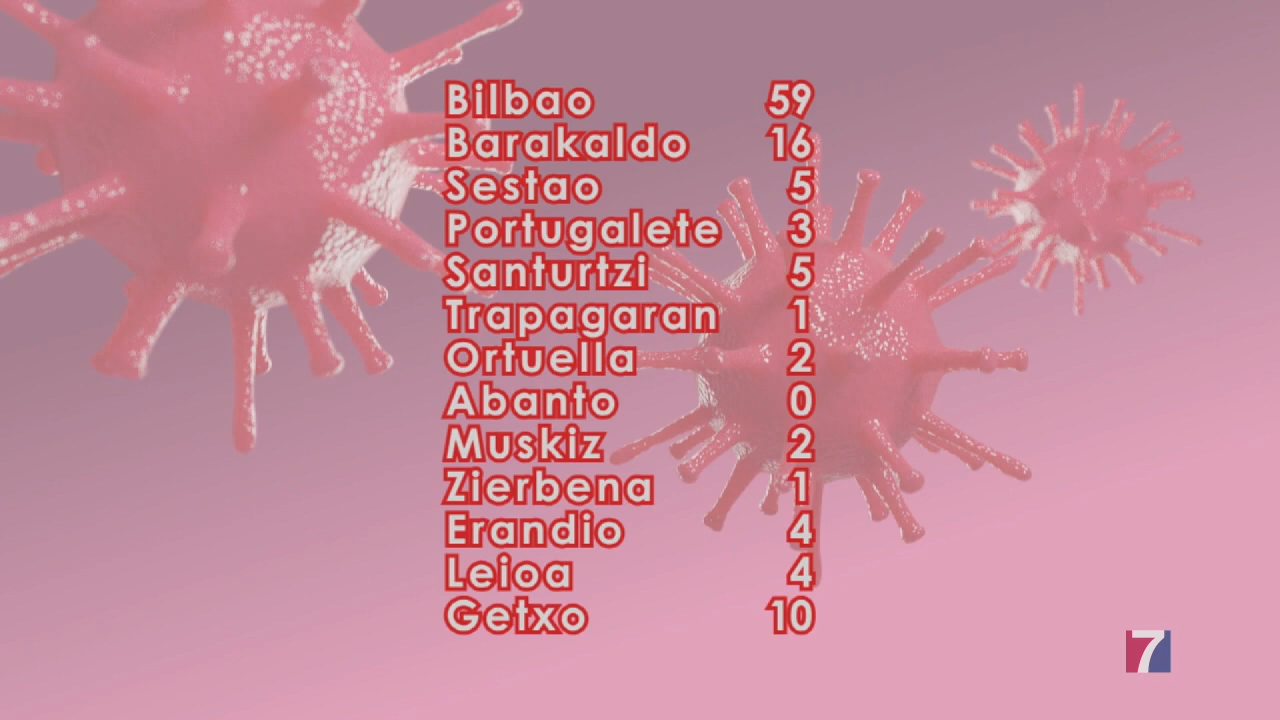 Bilbao 59
Barakaldo 16
Sestao 5
Portugalete 3
Santurtzi 5
Trapagaran 1
Ortuella 2
Abanto 0
Muskiz 2
Zierbena 1
Erandio 4
Leioa 4
Getxo 10
7